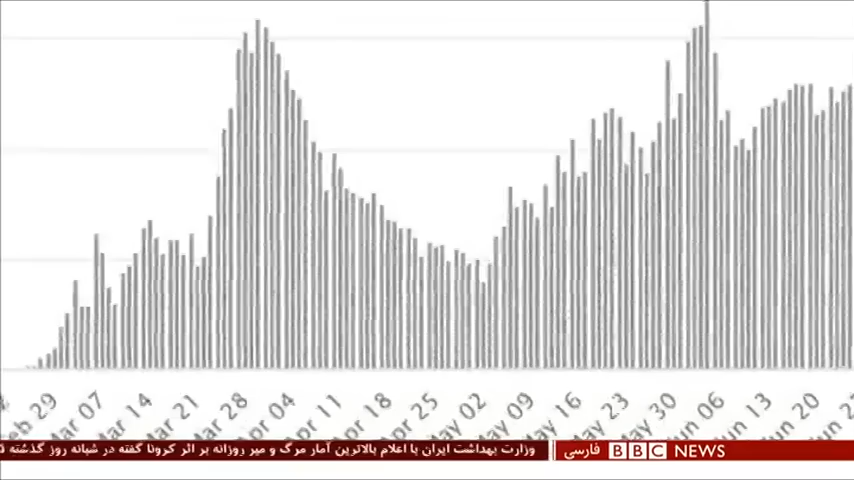 Mar 07
Mar 14
Mar 21
Mar 28
Apr 04
Apr 11
Apr 18
Apr 25
May 02
May 09
May 16
May 23
May 30
Jun 06
Jun 13
Jun 20
وزارت بهداشت ایران با اعلام بالاترین آمار مرگ و میر روزانه بر اثر کرونا گفته در شبانه روز گذشته
فارسی BBC NEWS